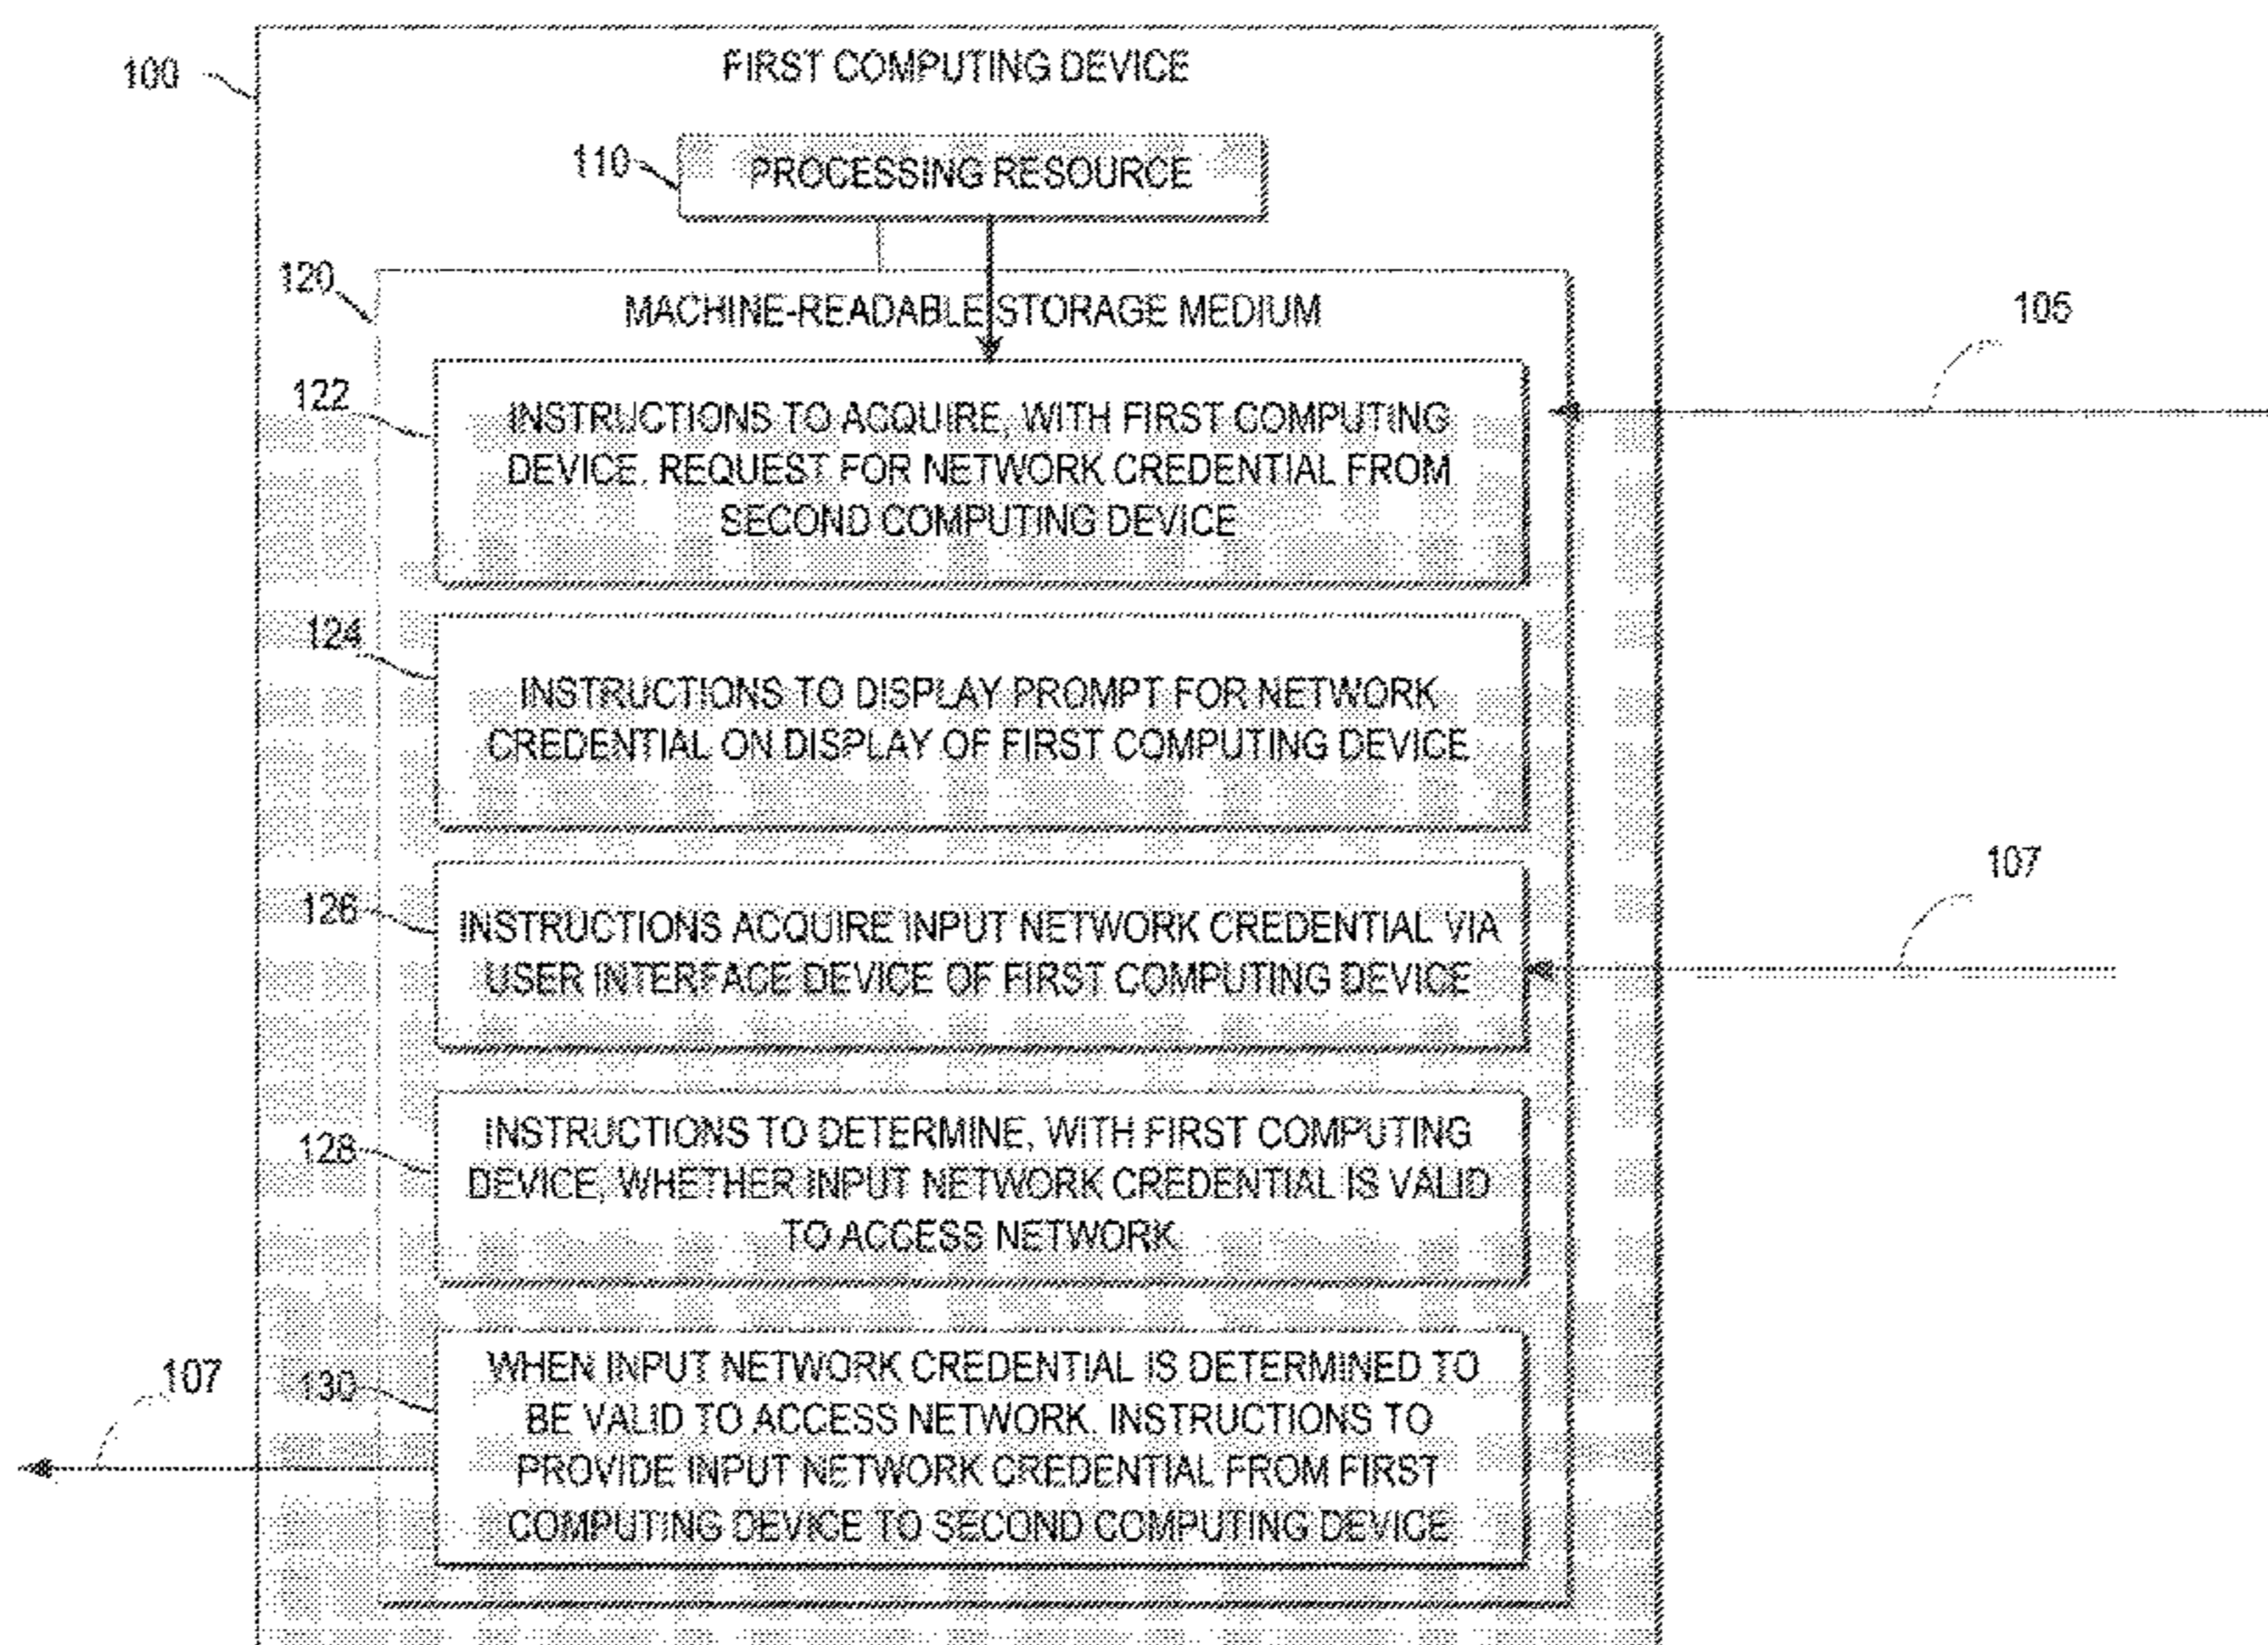 100
FIRST COMPUTING DEVICE
110
PROCESSING RESOURCE
120
MACHINE-READABLE STORAGE MEDIUM
105
122
INSTRUCTIONS TO ACQUIRE, WITH FIRST COMPUTING
DEVICE, REQUEST FOR NETWORK CREDENTIAL FROM
SECOND COMPUTING DEVICE
124
INSTRUCTIONS TO DISPLAY PROMPT FOR NETWORK
CREDENTIAL ON DISPLAY OF FIRST COMPUTING DEVICE
107
126
INSTRUCTIONS ACQUIRE INPUT NETWORK CREDENTIAL VIA
USER INTERFACE DEVICE OF FIRST COMPUTING DEVICE
128
INSTRUCTIONS TO DETERMINE, WITH FIRST COMPUTING
DEVICE, WHETHER INPUT NETWORK CREDENTIAL IS VALID
TO ACCESS NETWORK
107
130
WHEN INPUT NETWORK CREDENTIAL IS DETERMINED TO
BE VALID TO ACCESS NETWORK, INSTRUCTIONS TO
PROVIDE INPUT NETWORK CREDENTIAL FROM FIRST
COMPUTING DEVICE TO SECOND COMPUTING DEVICE